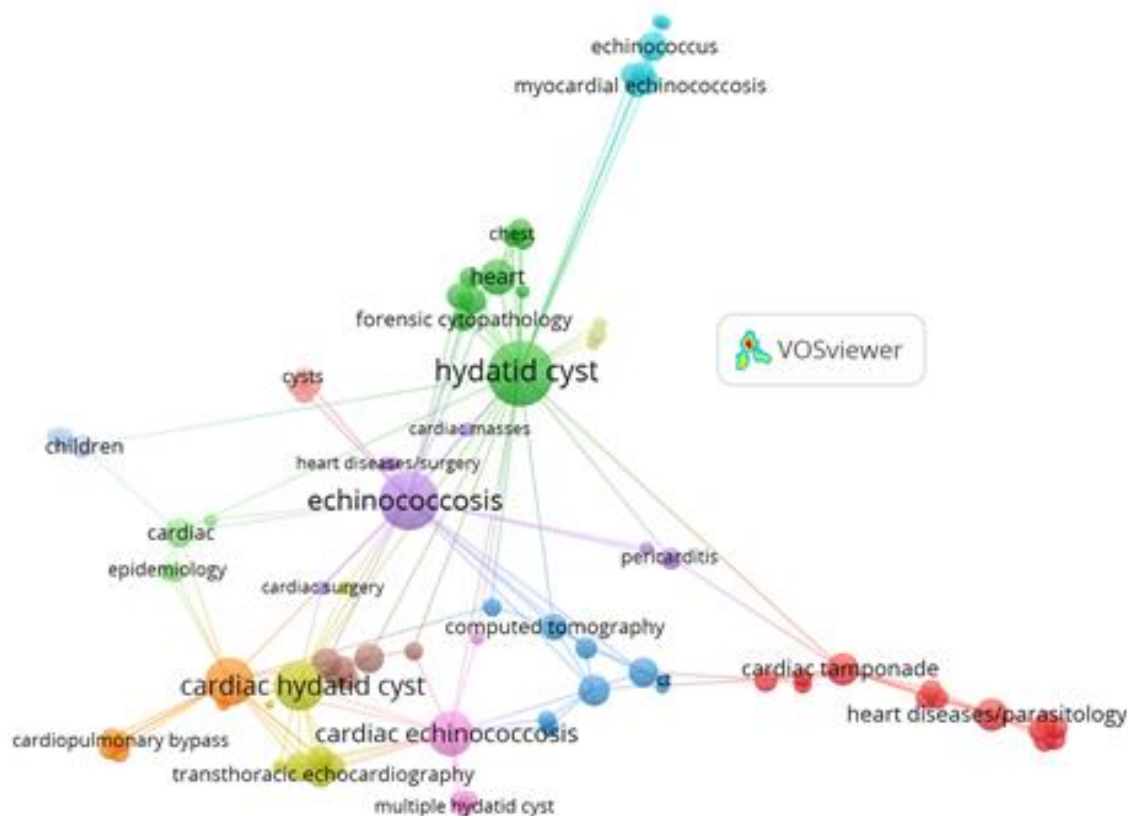 echinococcus
myocardial echinococcosis
chest
heart
forensic cytopathology
VOSviewer
hydatid cyst
cysts
cardiac masses
children
heart diseases/surgery
echinococcosis
cardiac
pericarditis
epidemiology
cardiac surgery
computed tomography
cardiac tamponade
ct
cardiac hydatid cyst
heart diseases/parasitology
cardiac echinococcosis
cardiopulmonary bypass
transthoracic echocardiography
multiple hydatid cyst